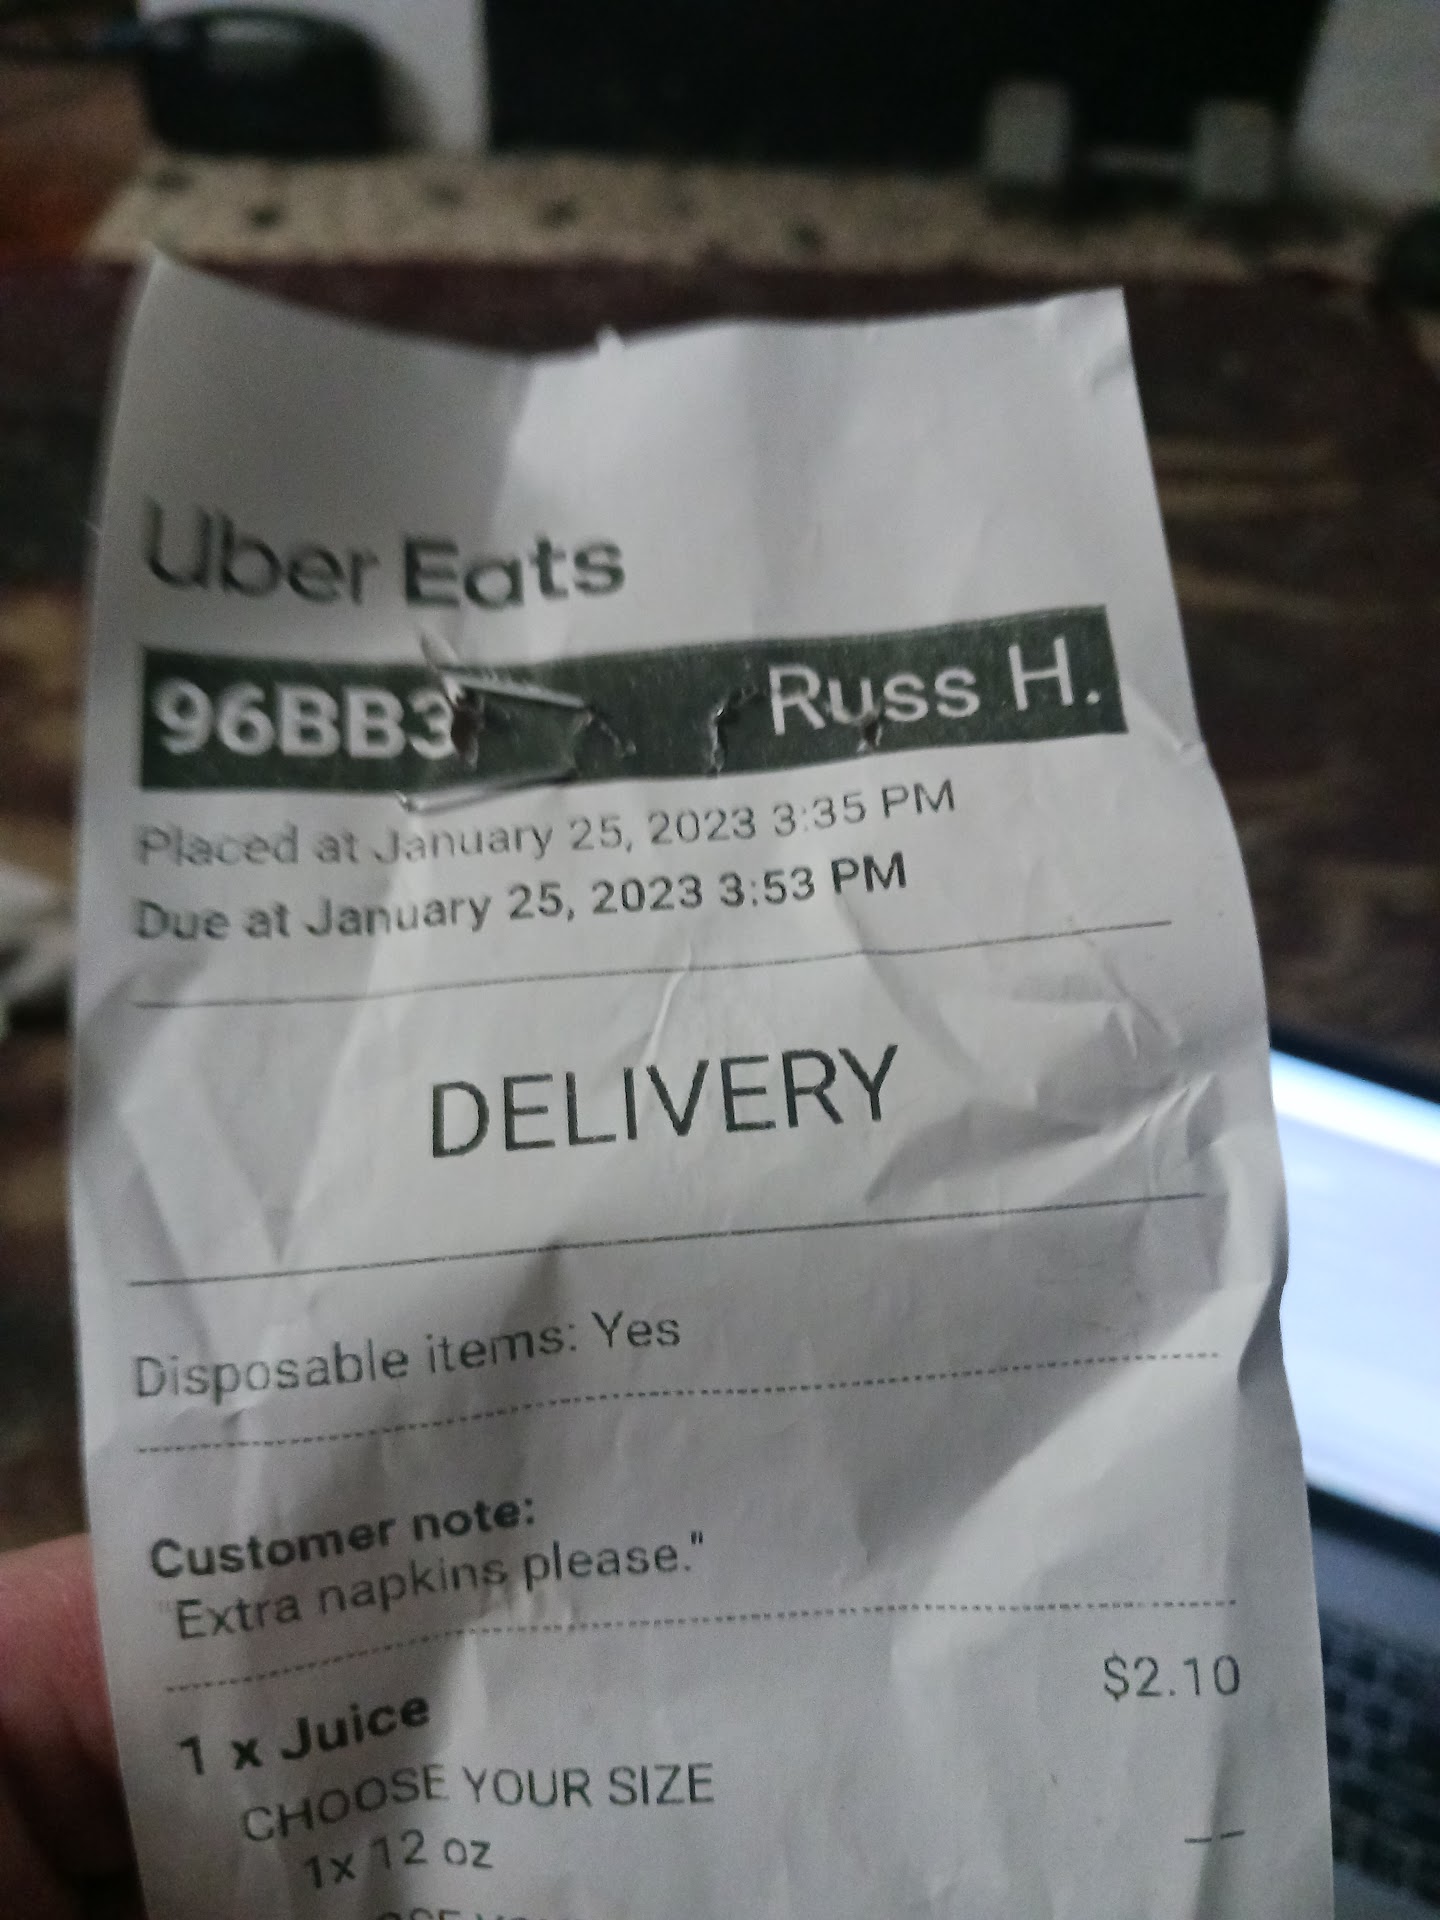 Uber Eats
96BB3 Russ H.
Placed at January 25, 2023 3:35 PM
Due at January 25, 2023 3:53 PM
DELIVERY
Disposable items: Yes
Customer note:
"Extra napkins please."
1 x Juice $2.10
CHOOSE YOUR SIZE
1x 12 oz --